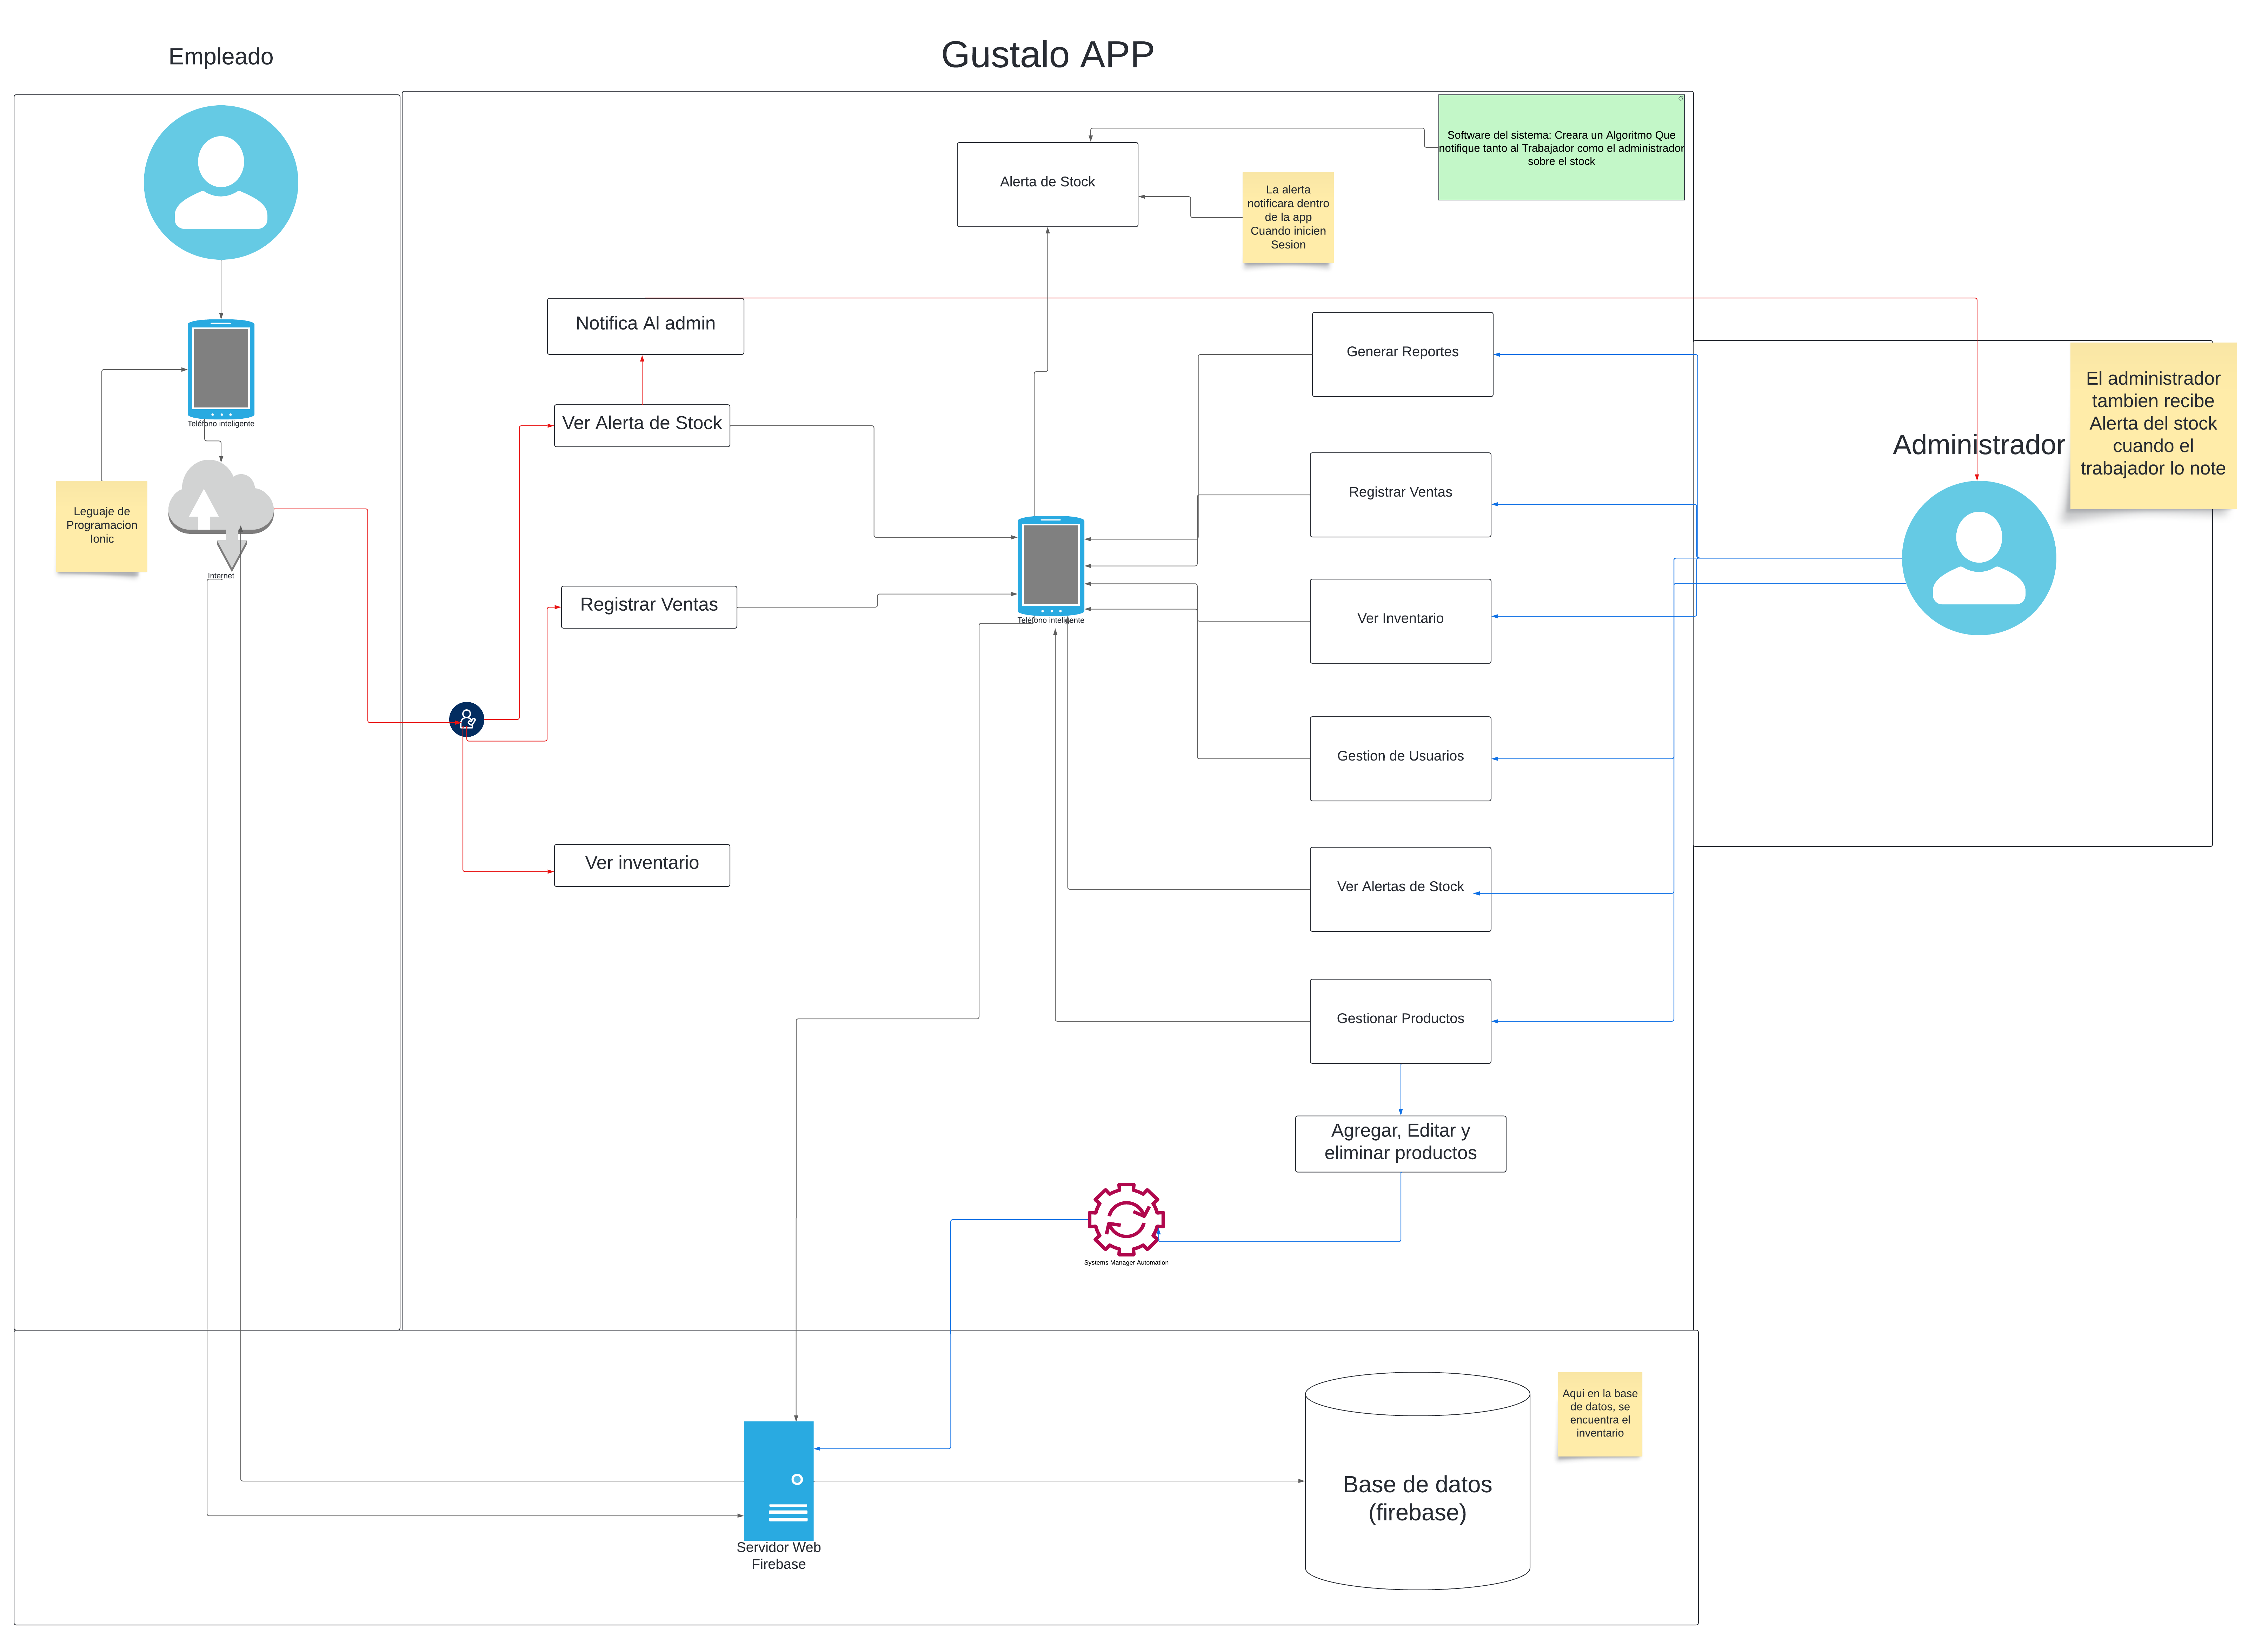 Empleado
Gustalo APP
Software del sistema: Creara un Algoritmo Que
notifique tanto al Trabajador como el administrador
sobre el stock
Alerta de Stock
La alerta
notificara dentro
de la app
Cuando inicien
Sesion
Notifica Al admin
Generar Reportes
El administrador
tambien recibe
Alerta del stock
cuando el
trabajador lo note
Administrador
Ver Alerta de Stock
Teléfono inteligente
Registrar Ventas
Leguaje de
Programacion
Ionic
Internet
Registrar Ventas
Teléfono inteligente
Ver Inventario
Gestion de Usuarios
Ver inventario
Ver Alertas de Stock
Gestionar Productos
Agregar, Editar y
eliminar productos
Systems Manager Automation
Aqui en la base
de datos, se
encuentra el
inventario
Base de datos
(firebase)
Servidor Web
Firebase